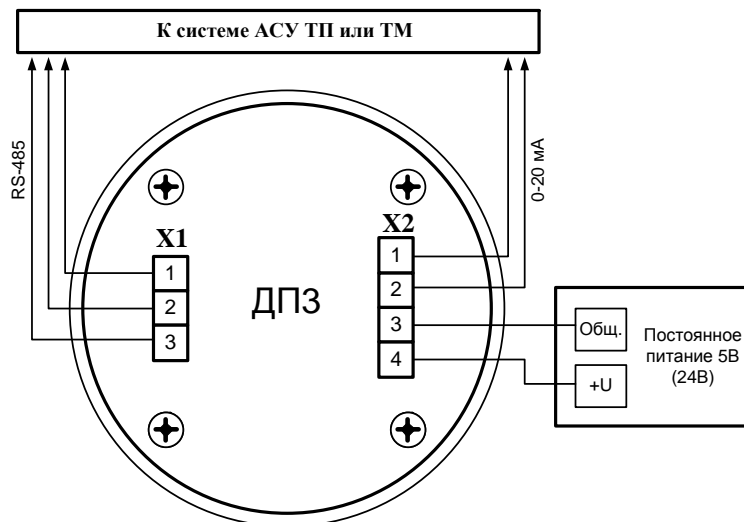 К системе АСУ ТП или ТМ
RS-485
0-20 мА
X1
1
2
3
ДПЗ
X2
1
2
3
4
Общ.
+U
Постоянное
питание 5В
(24В)